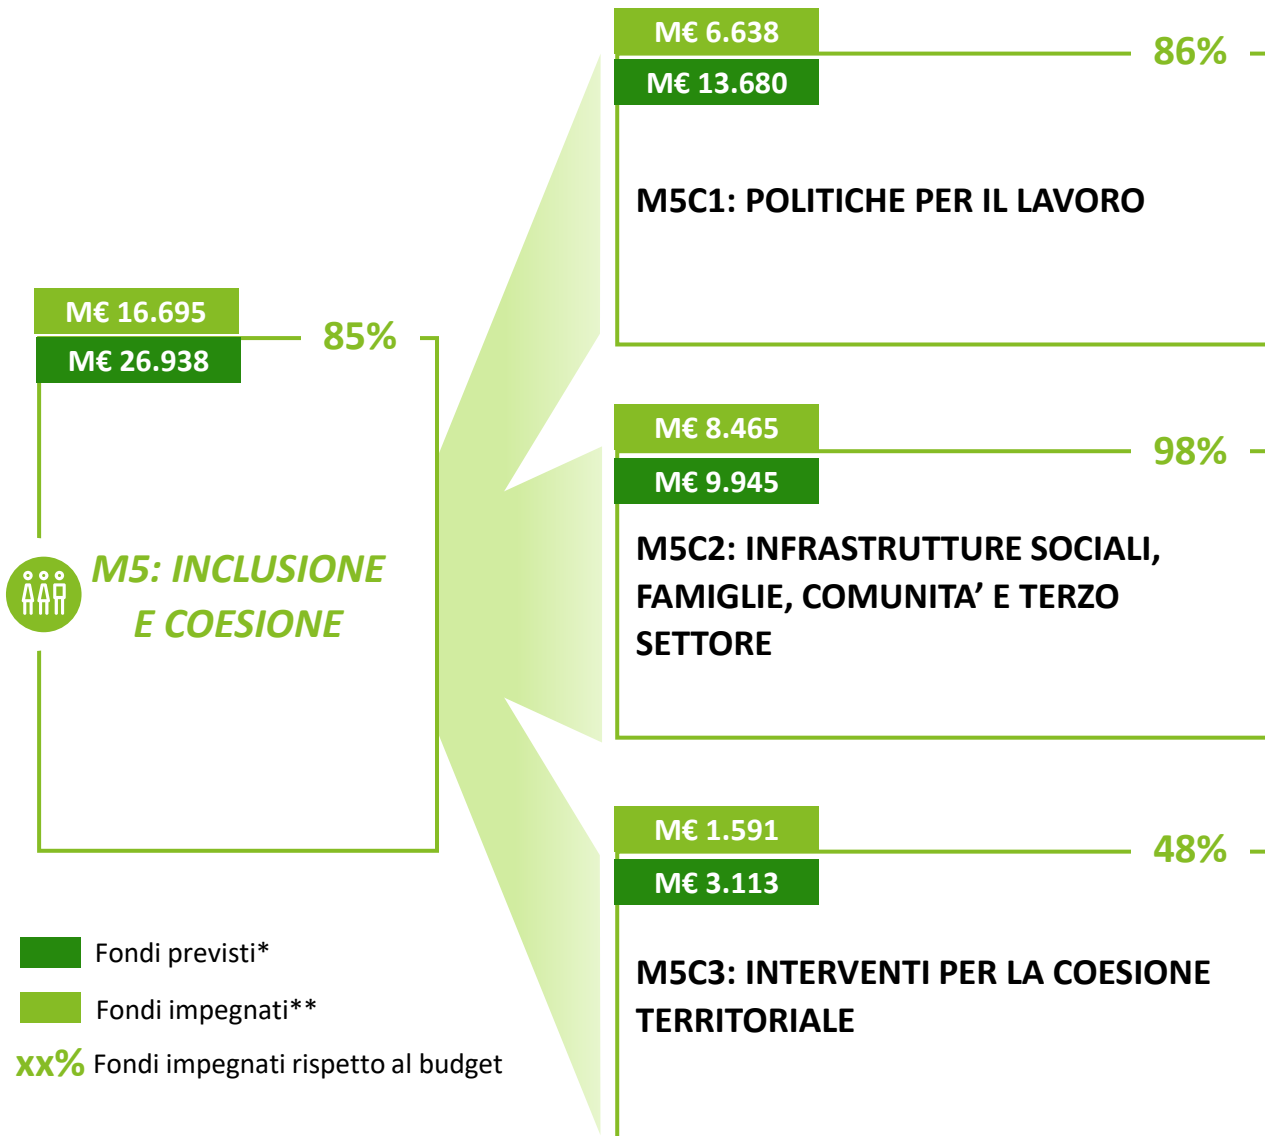 M€ 16.695
M€ 26.938
85%
M5: INCLUSIONE
E COESIONE
M€ 6.638
M€ 13.680
86%
M5C1: POLITICHE PER IL LAVORO
M€ 8.465
M€ 9.945
98%
M5C2: INFRASTRUTTURE SOCIALI,
FAMIGLIE, COMUNITA’ E TERZO
SETTORE
M€ 1.591
M€ 3.113
48%
M5C3: INTERVENTI PER LA COESIONE
TERRITORIALE
Fondi previsti*
Fondi impegnati**
xx% Fondi impegnati rispetto al budget